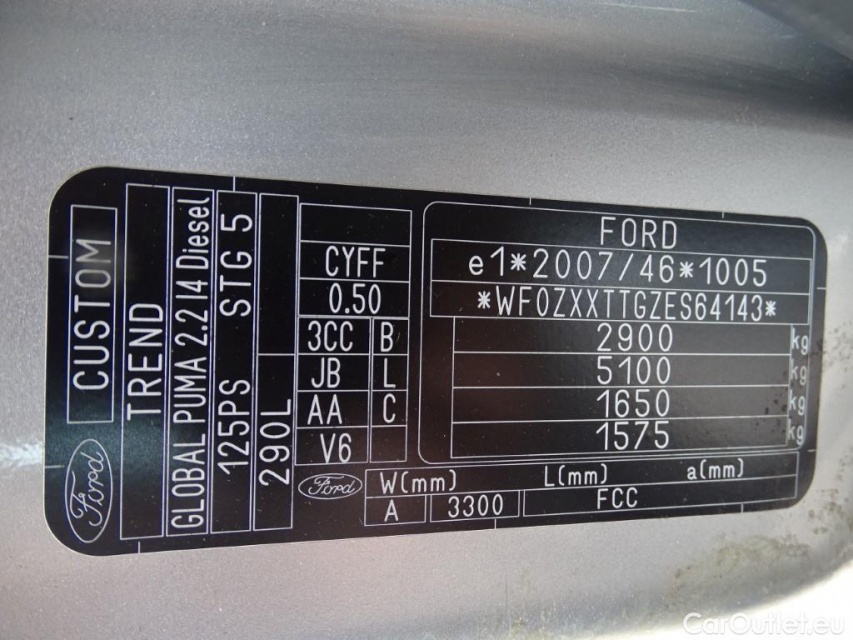 Ford
CUSTOM
TREND
GLOBAL PUMA 2.2 I4 Diesel
125PS STG 5
290L
CYFF
0.50
3CC B
JB L
AA C
V6
FORD
e1*2007/46*1005
*WF0ZXXTTGZES64143*
2900 kg
5100 kg
1650 kg
1575 kg
Ford
W(mm) L(mm) a(mm)
A 3300 FCC
CarOutlet.eu